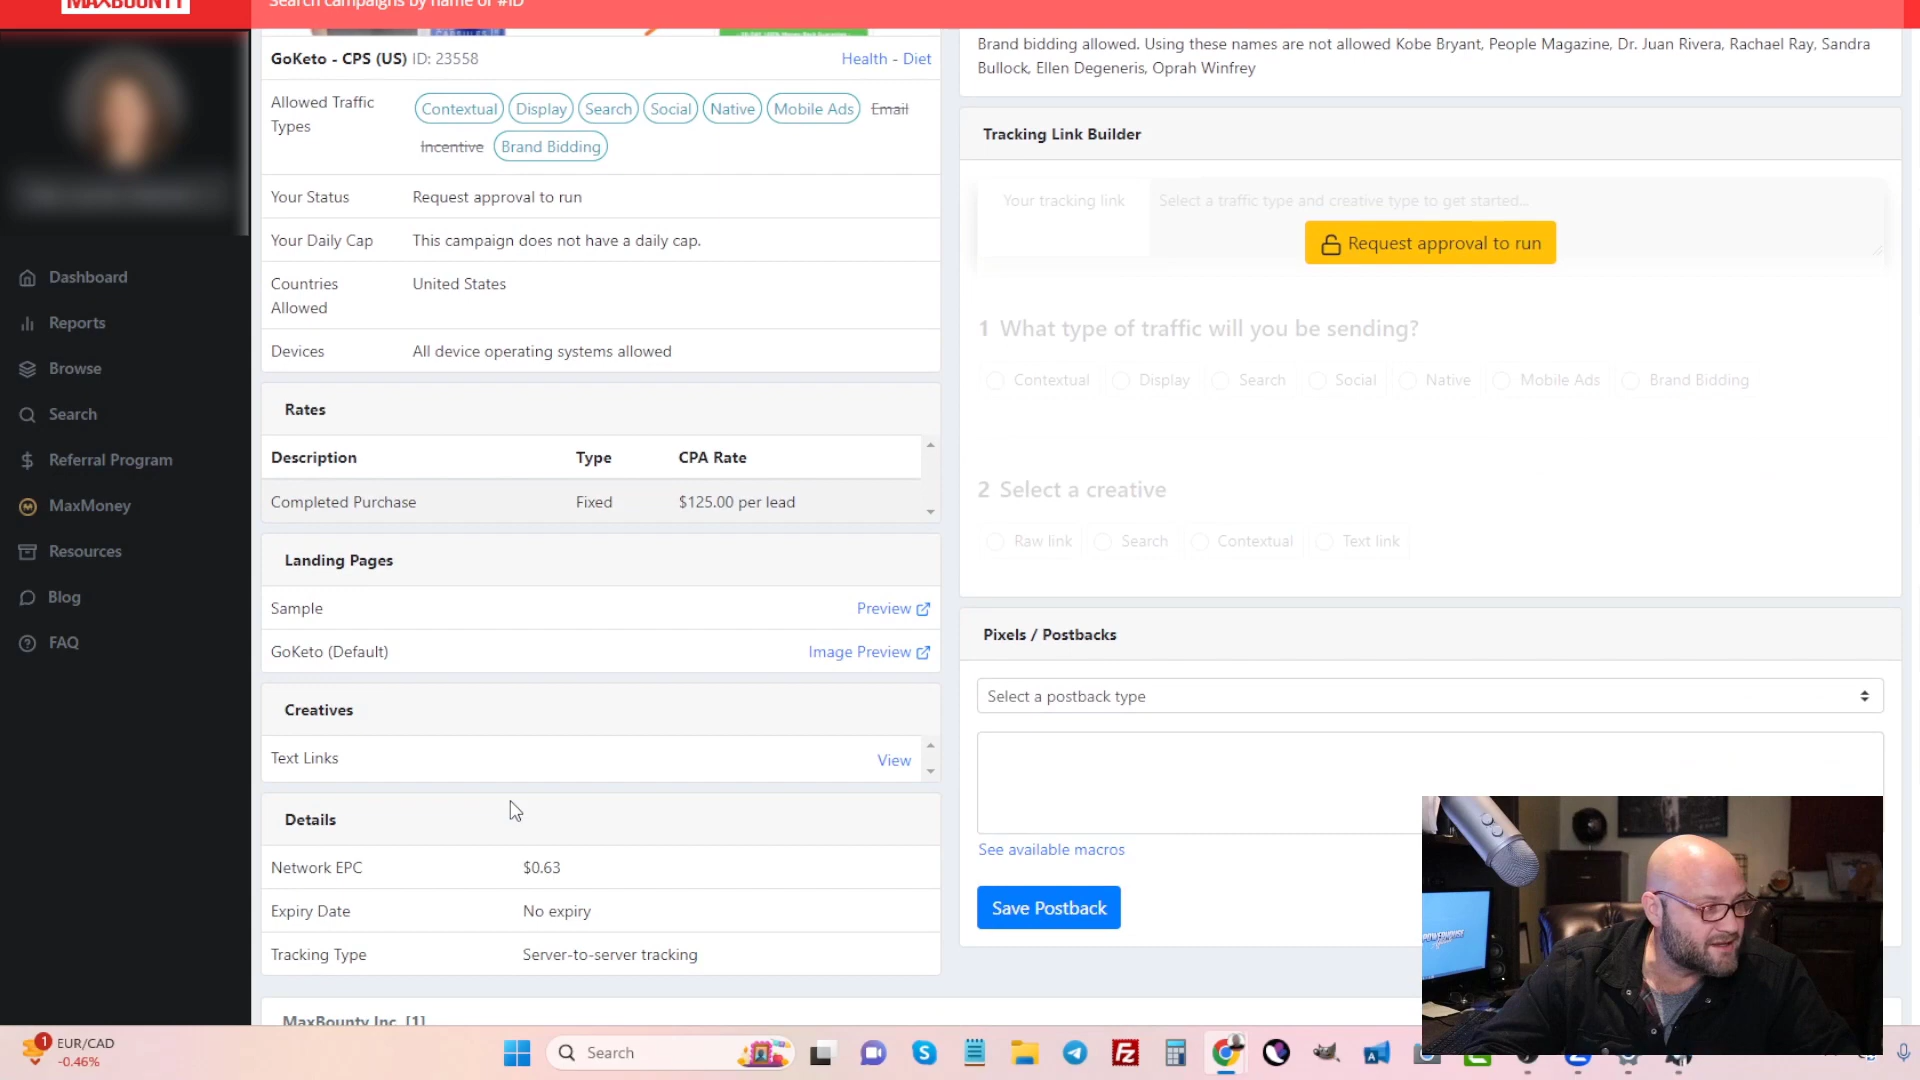 MAXBOUNTY
Search campaigns by name or #ID
GoKeto - CPS (US) ID: 23558
Health - Diet
Allowed Traffic Types
Contextual Display Search Social Native Mobile Ads Email
Incentive Brand Bidding
Your Status Request approval to run
Your Daily Cap This campaign does not have a daily cap.
Countries Allowed United States
Devices All device operating systems allowed
Rates
Description Type CPA Rate
Completed Purchase Fixed $125.00 per lead
Landing Pages
Sample Preview
GoKeto (Default) Image Preview
Creatives
Text Links View
Details
Network EPC $0.63
Expiry Date No expiry
Tracking Type Server-to-server tracking
MaxBounty Inc. [1]
Dashboard
Reports
Browse
Search
Referral Program
MaxMoney
Resources
Blog
FAQ
Brand bidding allowed. Using these names are not allowed Kobe Bryant, People Magazine, Dr. Juan Rivera, Rachael Ray, Sandra
Bullock, Ellen Degeneris, Oprah Winfrey
Tracking Link Builder
Your tracking link Select a traffic type and creative type to get started...
Request approval to run
1 What type of traffic will you be sending?
Contextual Display Search Social Native Mobile Ads Brand Bidding
2 Select a creative
Raw link Search Contextual Text link
Pixels / Postbacks
Select a postback type
See available macros
Save Postback
1 EUR/CAD
-0.46%
Search